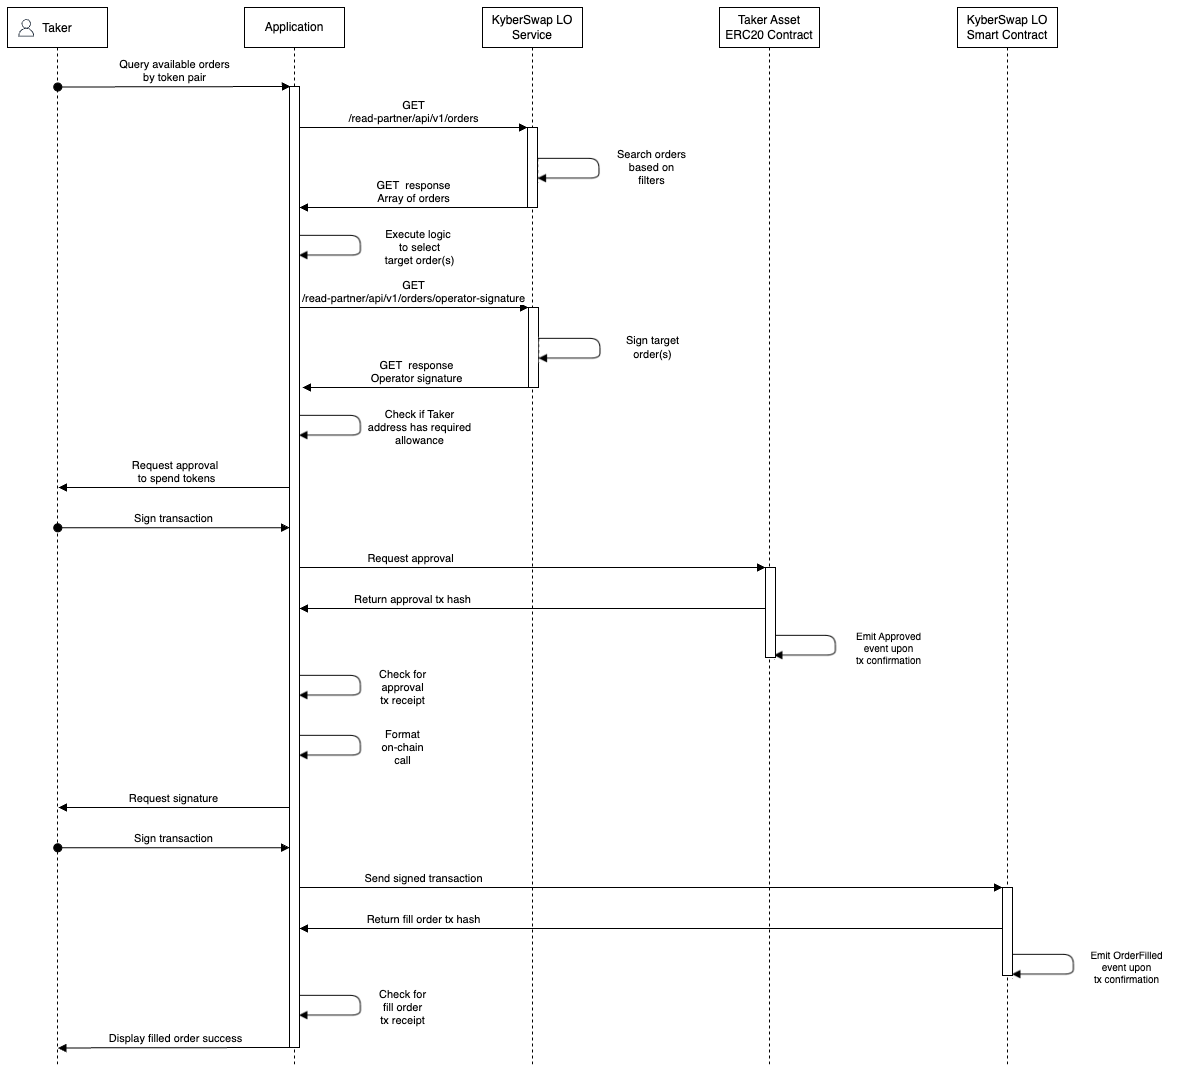 Taker
Application
KyberSwap LO
Service
Taker Asset
ERC20 Contract
KyberSwap LO
Smart Contract
Query available orders
by token pair
GET
/read-partner/api/v1/orders
Search orders
based on
filters
GET  response
Array of orders
Execute logic
to select
target order(s)
GET
/read-partner/api/v1/orders/operator-signature
Sign target
order(s)
GET  response
Operator signature
Check if Taker
address has required
allowance
Request approval
to spend tokens
Sign transaction
Request approval
Return approval tx hash
Emit Approved
event upon
tx confirmation
Check for
approval
tx receipt
Format
on-chain
call
Request signature
Sign transaction
Send signed transaction
Return fill order tx hash
Emit OrderFilled
event upon
tx confirmation
Check for
fill order
tx receipt
Display filled order success